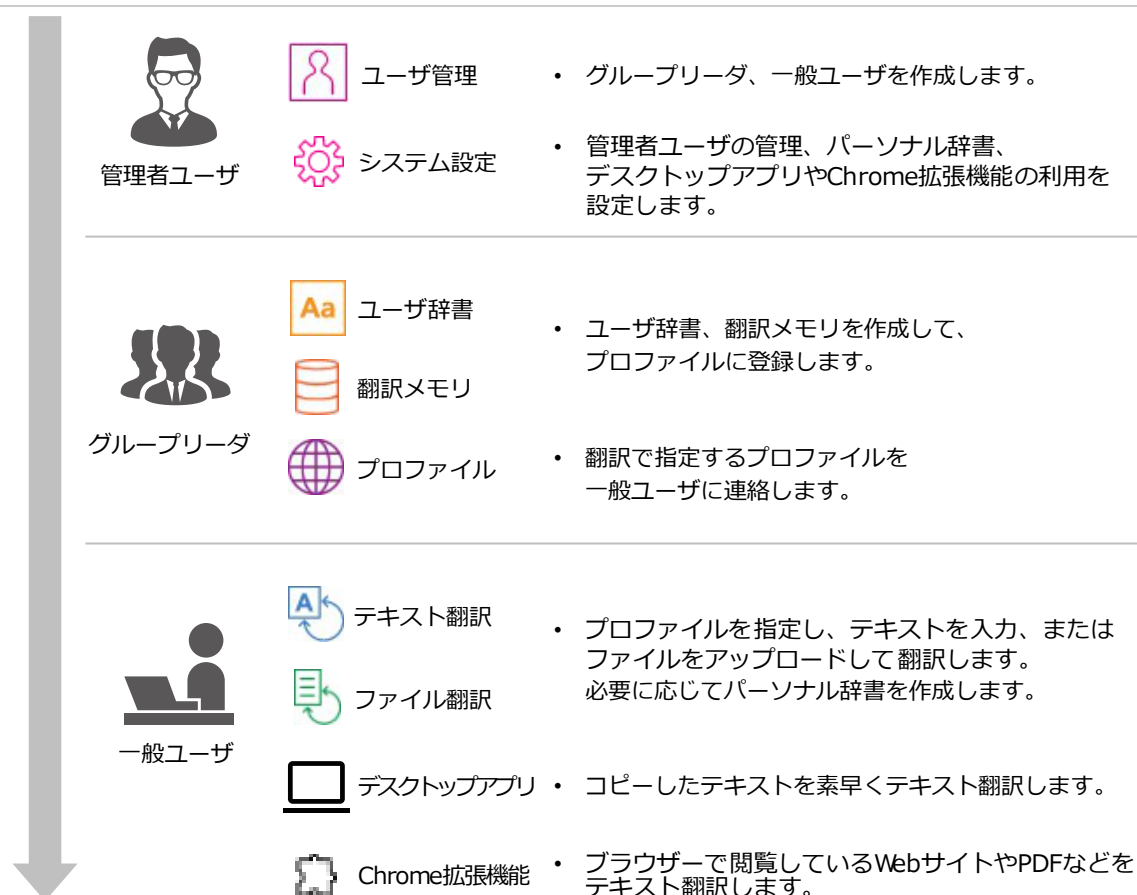 ユーザ管理
• グループリーダ、一般ユーザを作成します。
管理者ユーザ
システム設定
• 管理者ユーザの管理、パーソナル辞書、
デスクトップアプリやChrome拡張機能の利用を
設定します。
Aa
ユーザ辞書
• ユーザ辞書、翻訳メモリを作成して、
プロファイルに登録します。
翻訳メモリ
グループリーダ
プロファイル
• 翻訳で指定するプロファイルを
一般ユーザに連絡します。
A
テキスト翻訳
• プロファイルを指定し、テキストを入力、または
ファイルをアップロードして翻訳します。
必要に応じてパーソナル辞書を作成します。
ファイル翻訳
一般ユーザ
デスクトップアプリ
• コピーしたテキストを素早くテキスト翻訳します。
Chrome拡張機能
• ブラウザーで閲覧しているWebサイトやPDFなどを
テキスト翻訳します。